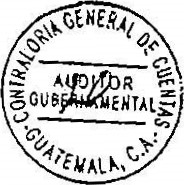 CONTRALORIA GENERAL DE CUENTAS
AUDITOR
GUBERNAMENTAL
GUATEMALA, C.A.